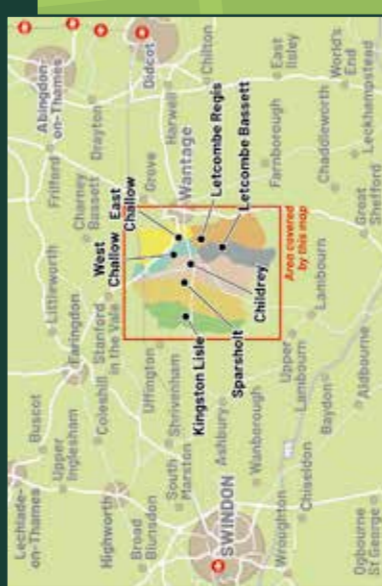 Lechlade-
on-Thames
Buscot
Upper
Inglesham
Faringdon
Littleworth
Frilford
Abingdon-
on-Thames
Highworth
Coleshill
Stanford
in the Vale
Charney
Bassett
Drayton
Broad
Blunsdon
West
Challow
East
Challow
Grove
Didcot
South
Marston
Shrivenham
Uffington
Harwell
Wantage
Chilton
Kingston Lisle
Letcombe Regis
SWINDON
Ashbury
Sparsholt
Letcombe Bassett
Childrey
Wanborough
East
Ilsley
Farnborough
Wroughton
Upper
Lambourn
Area covered
by this map
Chiseldon
Lambourn
Chaddleworth
World's
End
Baydon
Leckhampstead
Ogbourne
St George
Aldbourne
Great
Shefford